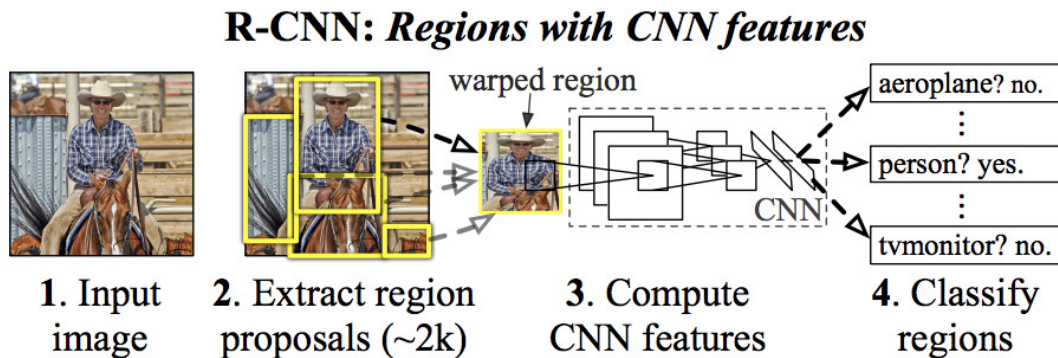 R-CNN: Regions with CNN features
warped region
aeroplane? no.
person? yes.
tvmonitor? no.
CNN
1. Input
image
2. Extract region
proposals (~2k)
3. Compute
CNN features
4. Classify
regions